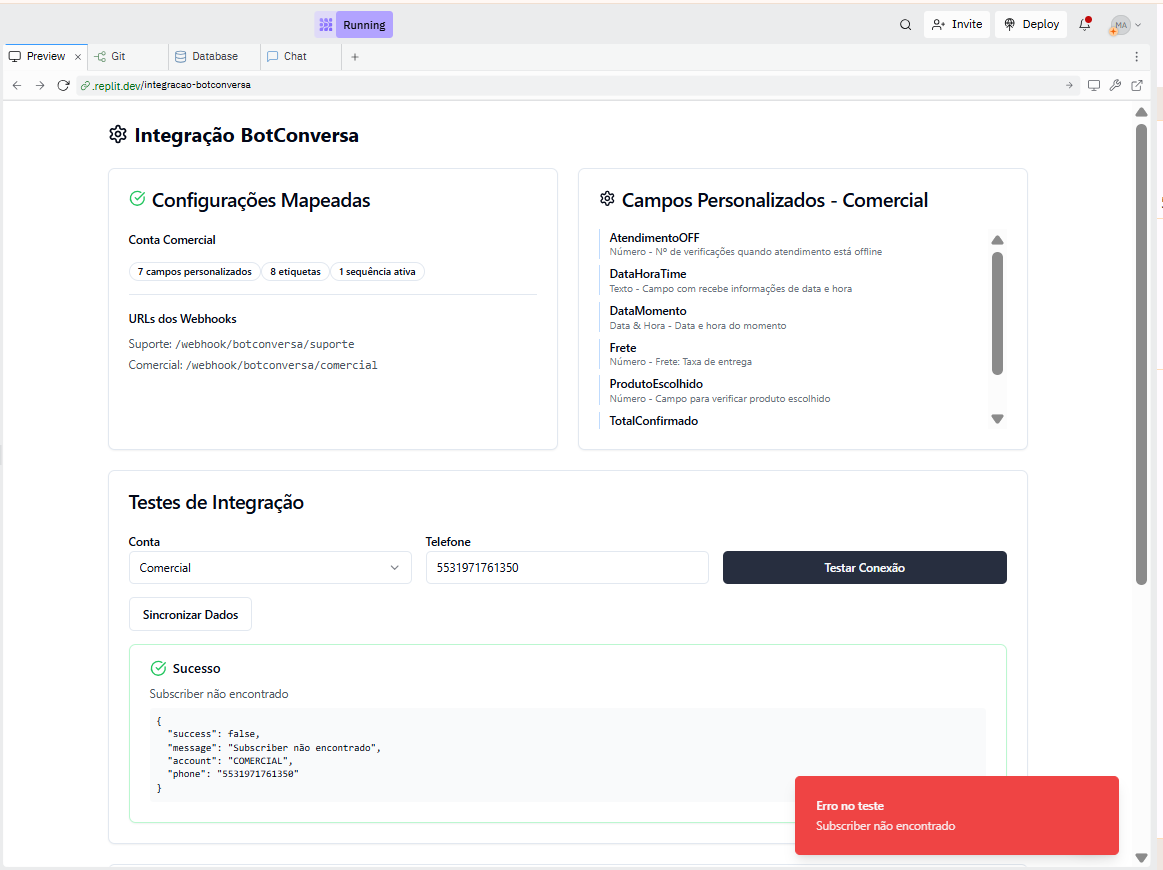 Running
Invite
Deploy
MA
Preview
Git
Database
Chat
.replit.dev/integracao-botconversa
Integração BotConversa
Configurações Mapeadas
Conta Comercial
7 campos personalizados
8 etiquetas
1 sequência ativa
URLs dos Webhooks
Suporte: /webhook/botconversa/suporte
Comercial: /webhook/botconversa/comercial
Campos Personalizados - Comercial
AtendimentoOFF
Número - Nº de verificações quando atendimento está offline
DataHoraTime
Texto - Campo com recebe informações de data e hora
DataMomento
Data & Hora - Data e hora do momento
Frete
Número - Frete: Taxa de entrega
ProdutoEscolhido
Número - Campo para verificar produto escolhido
TotalConfirmado
Testes de Integração
Conta
Telefone
Comercial
5531971761350
Testar Conexão
Sincronizar Dados
Sucesso
Subscriber não encontrado
{
"success": false,
"message": "Subscriber não encontrado",
"account": "COMERCIAL",
"phone": "5531971761350"
}
Erro no teste
Subscriber não encontrado